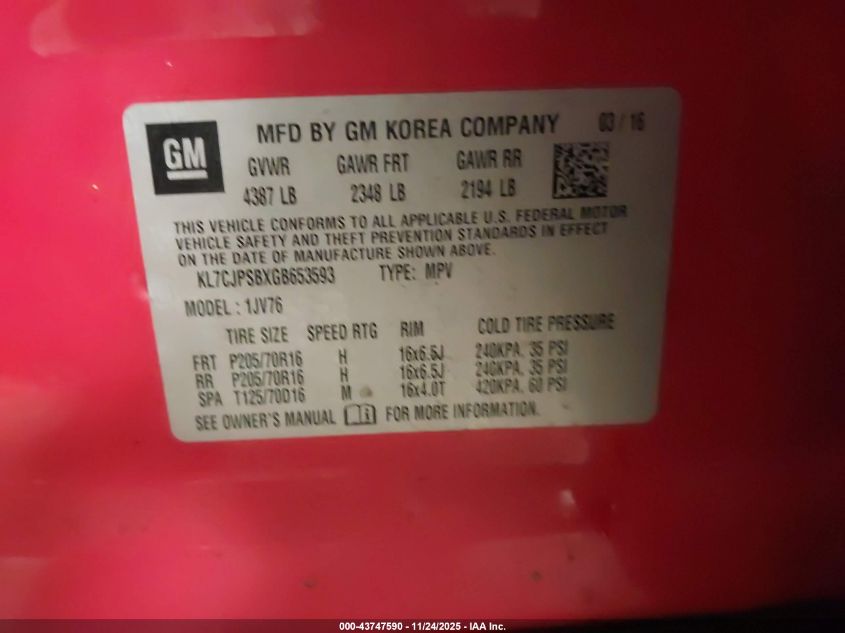 GM
MFD BY GM KOREA COMPANY 03 / 16
GVWR GAWR FRT GAWR RR
4387 LB 2348 LB 2194 LB
THIS VEHICLE CONFORMS TO ALL APPLICABLE U.S. FEDERAL MOTOR
VEHICLE SAFETY AND THEFT PREVENTION STANDARDS IN EFFECT
ON THE DATE OF MANUFACTURE SHOWN ABOVE.
KL7CJPSBXGB653593 TYPE: MPV
MODEL : 1JV76
TIRE SIZE SPEED RTG RIM COLD TIRE PRESSURE
FRT P205/70R16 H 16x6.5J 240KPA. 35 PSI
RR P205/70R16 H 16x6.5J 240KPA. 35 PSI
SPA T125/70D16 M 16x4.0T 420KPA. 60 PSI
SEE OWNER'S MANUAL FOR MORE INFORMATION.
000-43747590 - 11/24/2025 - IAA Inc.